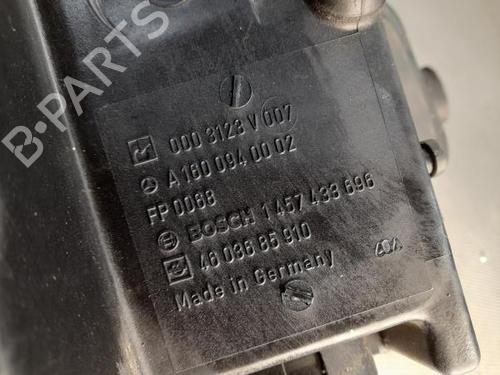 B-PARTS
000 3123 V 007
A 160 094 00 02
FP 0068
BOSCH 1 457 433 696
46 036 85 910
Made in Germany